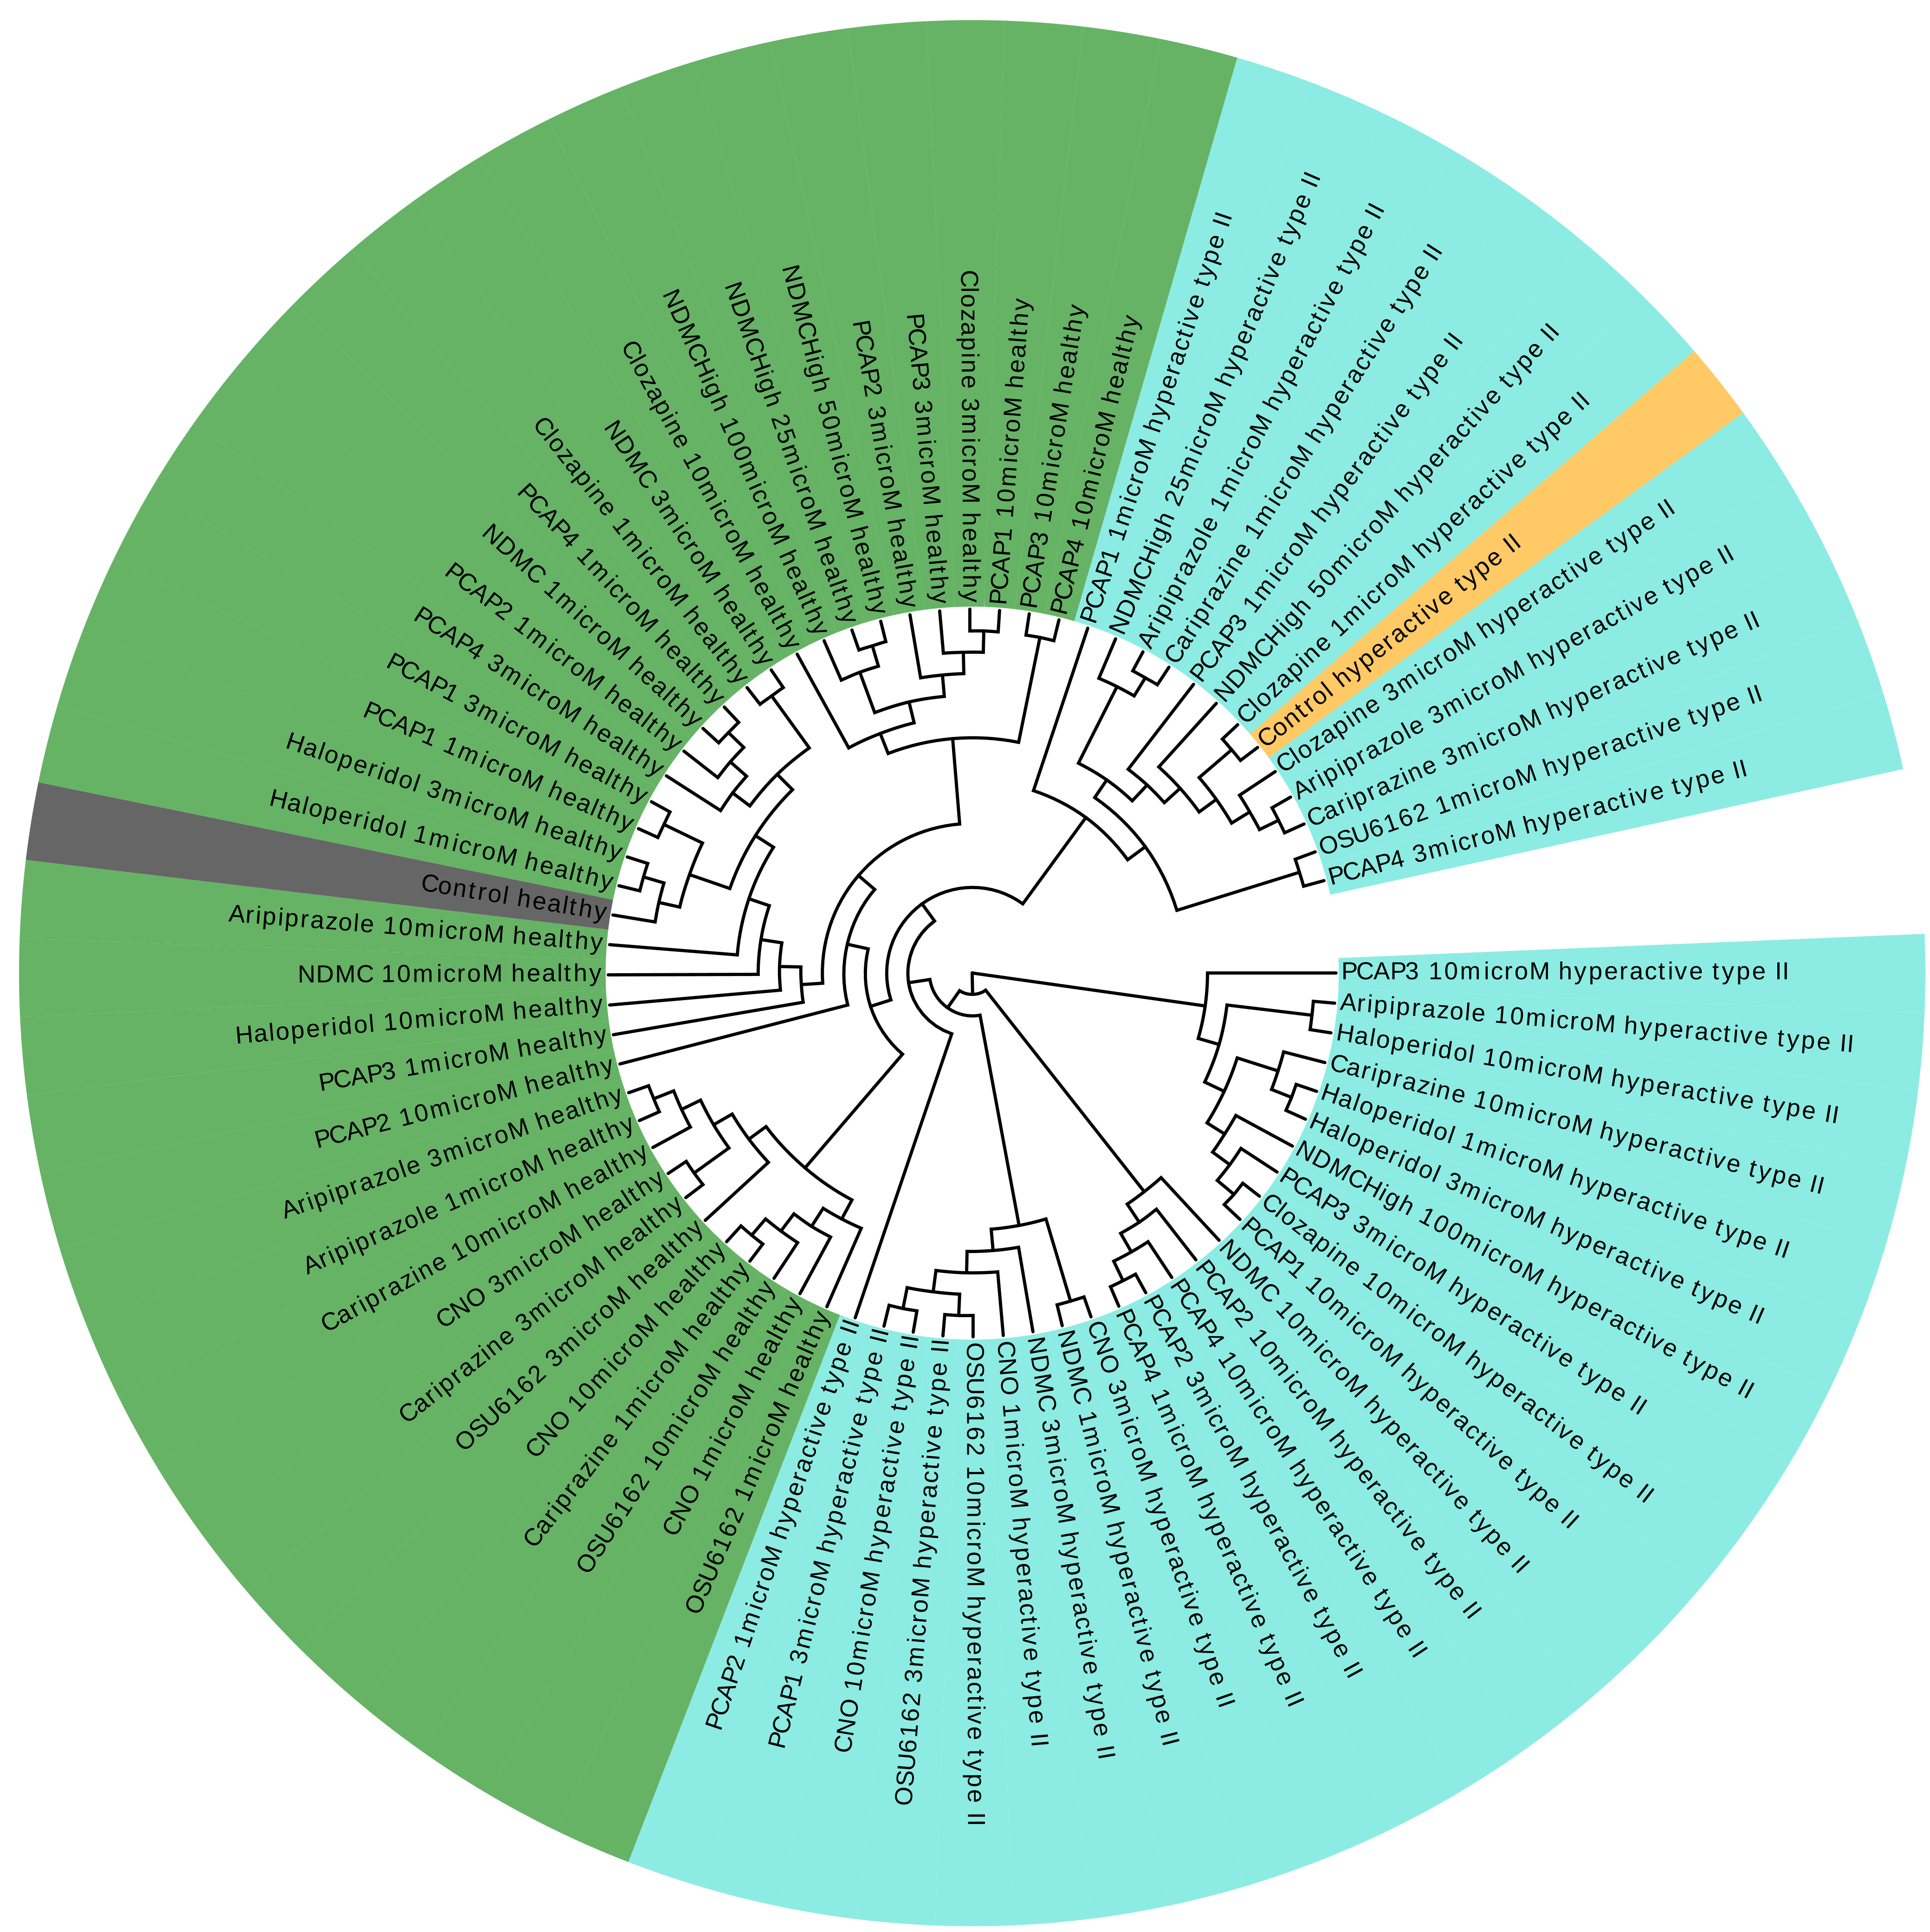 PCAP3 10microM hyperactive type II
Aripiprazole 10microM hyperactive type II
Haloperidol 10microM hyperactive type II
Cariprazine 10microM hyperactive type II
Haloperidol 1microM hyperactive type II
Haloperidol 3microM hyperactive type II
NDMCHigh 100microM hyperactive type II
PCAP3 3microM hyperactive type II
Clozapine 10microM hyperactive type II
PCAP1 10microM hyperactive type II
NDMC 10microM hyperactive type II
PCAP2 10microM hyperactive type II
PCAP4 10microM hyperactive type II
PCAP2 3microM hyperactive type II
PCAP4 1microM hyperactive type II
CNO 3microM hyperactive type II
NDMC 1microM hyperactive type II
NDMC 3microM hyperactive type II
CNO 1microM hyperactive type II
OSU6162 10microM hyperactive type II
OSU6162 3microM hyperactive type II
CNO 10microM hyperactive type II
PCAP1 3microM hyperactive type II
PCAP2 1microM hyperactive type II
OSU6162 1microM healthy
CNO 1microM healthy
OSU6162 10microM healthy
Cariprazine 1microM healthy
CNO 10microM healthy
OSU6162 3microM healthy
Cariprazine 3microM healthy
CNO 3microM healthy
Cariprazine 10microM healthy
Aripiprazole 1microM healthy
Aripiprazole 3microM healthy
PCAP2 10microM healthy
PCAP3 1microM healthy
Haloperidol 10microM healthy
NDMC 10microM healthy
Aripiprazole 10microM healthy
Control healthy
Haloperidol 1microM healthy
Haloperidol 3microM healthy
PCAP1 1microM healthy
PCAP1 3microM healthy
PCAP4 3microM healthy
PCAP2 1microM healthy
NDMC 1microM healthy
PCAP4 1microM healthy
Clozapine 1microM healthy
NDMC 3microM healthy
Clozapine 10microM healthy
NDMCHigh 100microM healthy
NDMCHigh 25microM healthy
NDMCHigh 50microM healthy
PCAP2 3microM healthy
PCAP3 3microM healthy
Clozapine 3microM healthy
PCAP1 10microM healthy
PCAP3 10microM healthy
PCAP4 10microM healthy
PCAP1 1microM hyperactive type II
NDMCHigh 25microM hyperactive type II
Aripiprazole 1microM hyperactive type II
Cariprazine 1microM hyperactive type II
PCAP3 1microM hyperactive type II
NDMCHigh 50microM hyperactive type II
Clozapine 1microM hyperactive type II
Control hyperactive type II
Clozapine 3microM hyperactive type II
Aripiprazole 3microM hyperactive type II
Cariprazine 3microM hyperactive type II
OSU6162 1microM hyperactive type II
PCAP4 3microM hyperactive type II